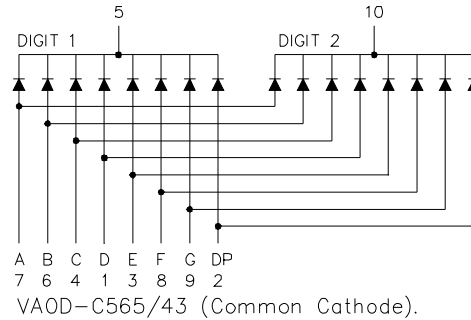 5 10
DIGIT 1 DIGIT 2
A B C D E F G DP
7 6 4 1 3 8 9 2
VAOD-C565/43 (Common Cathode).